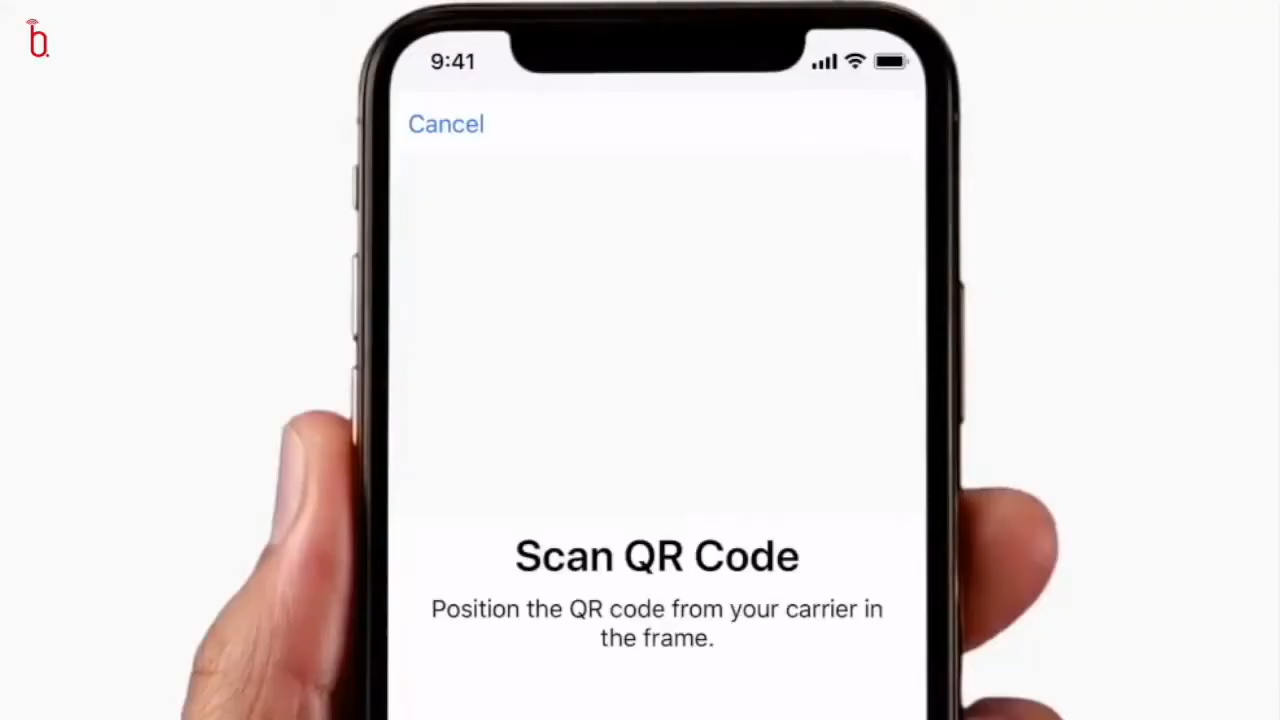 b.
9:41
Cancel
Scan QR Code
Position the QR code from your carrier in
the frame.